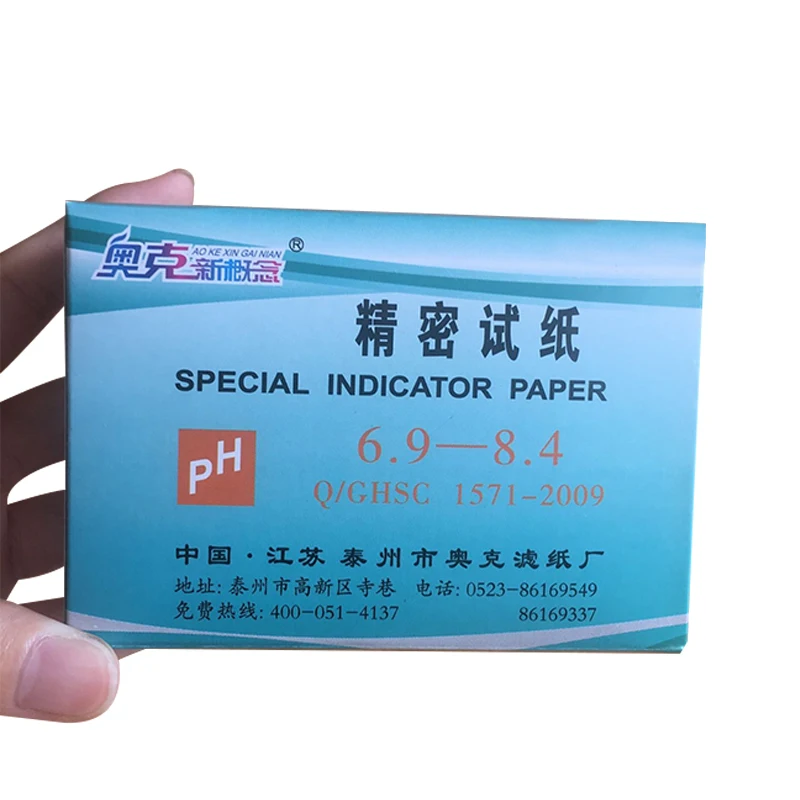 奥克 AO KE XIN GAI NIAN ®
新概念
精密试纸
SPECIAL INDICATOR PAPER
pH 6.9—8.4
Q/GHSC 1571-2009
中国·江苏 泰州市奥克滤纸厂
地址: 泰州市高新区寺巷 电话: 0523-86169549
免费热线: 400-051-4137 86169337